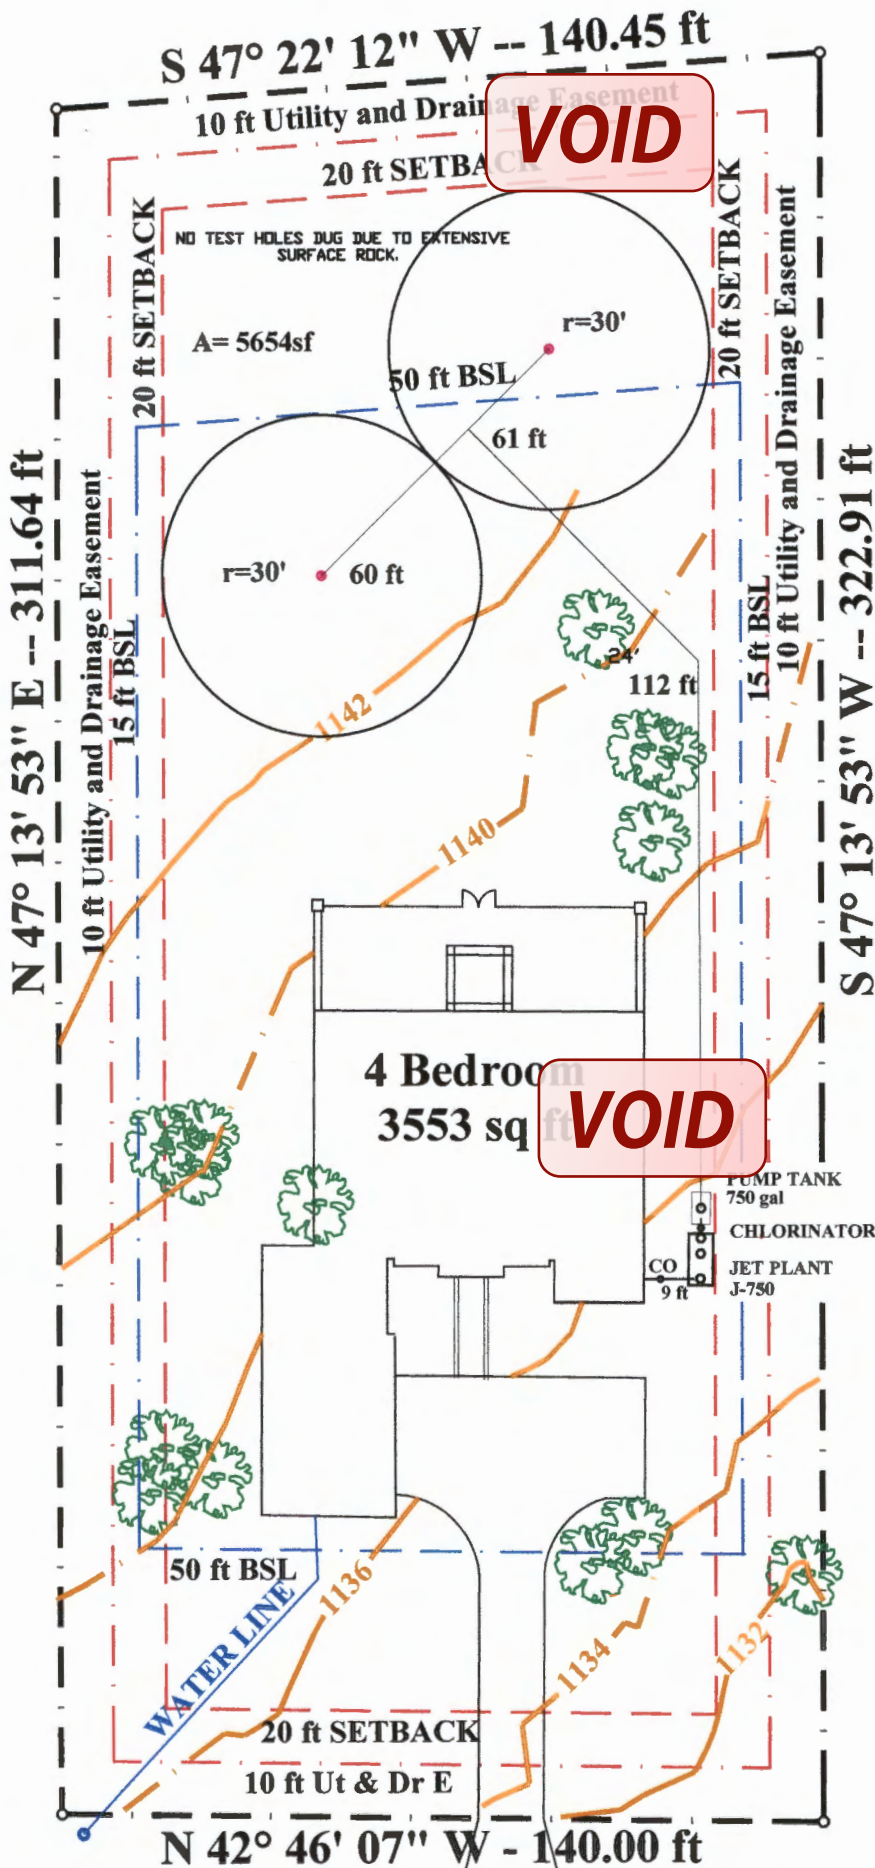 S 47° 22' 12" W -- 140.45 ft
10 ft Utility and Drainage Easement
VOID
20 ft SETBACK
20 ft SETBACK
NO TEST HOLES DUG DUE TO EXTENSIVE
SURFACE ROCK.
20 ft SETBACK
10 ft Utility and Drainage Easement
r=30'
A= 5654sf
50 ft BSL
61 ft
N 47° 13' 53" E -- 311.64 ft
S 47° 13' 53" W -- 322.91 ft
10 ft Utility and Drainage Easement
15 ft BSL
r=30'
60 ft
15 ft BSL
24'
112 ft
1142
1140
4 Bedroom
3553 sq ft
VOID
PUMP TANK
750 gal
CHLORINATOR
CO
9 ft
JET PLANT
J-750
50 ft BSL
WATER LINE
1136
1134
1132
20 ft SETBACK
10 ft Ut & Dr E
N 42° 46' 07" W - 140.00 ft